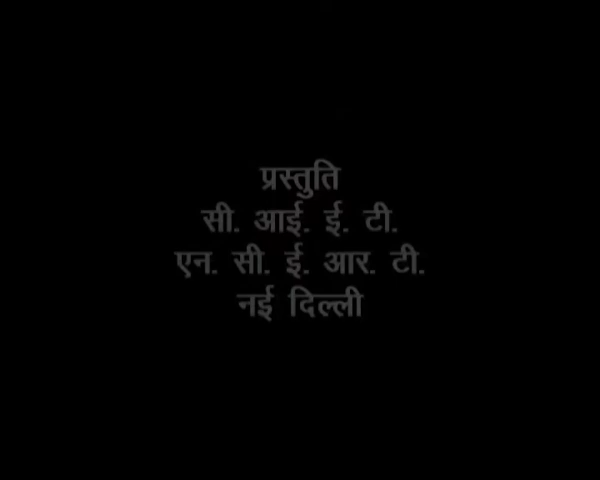 प्रस्तुति
सी. आई. ई. टी.
एन. सी. ई. आर. टी.
नई दिल्ली